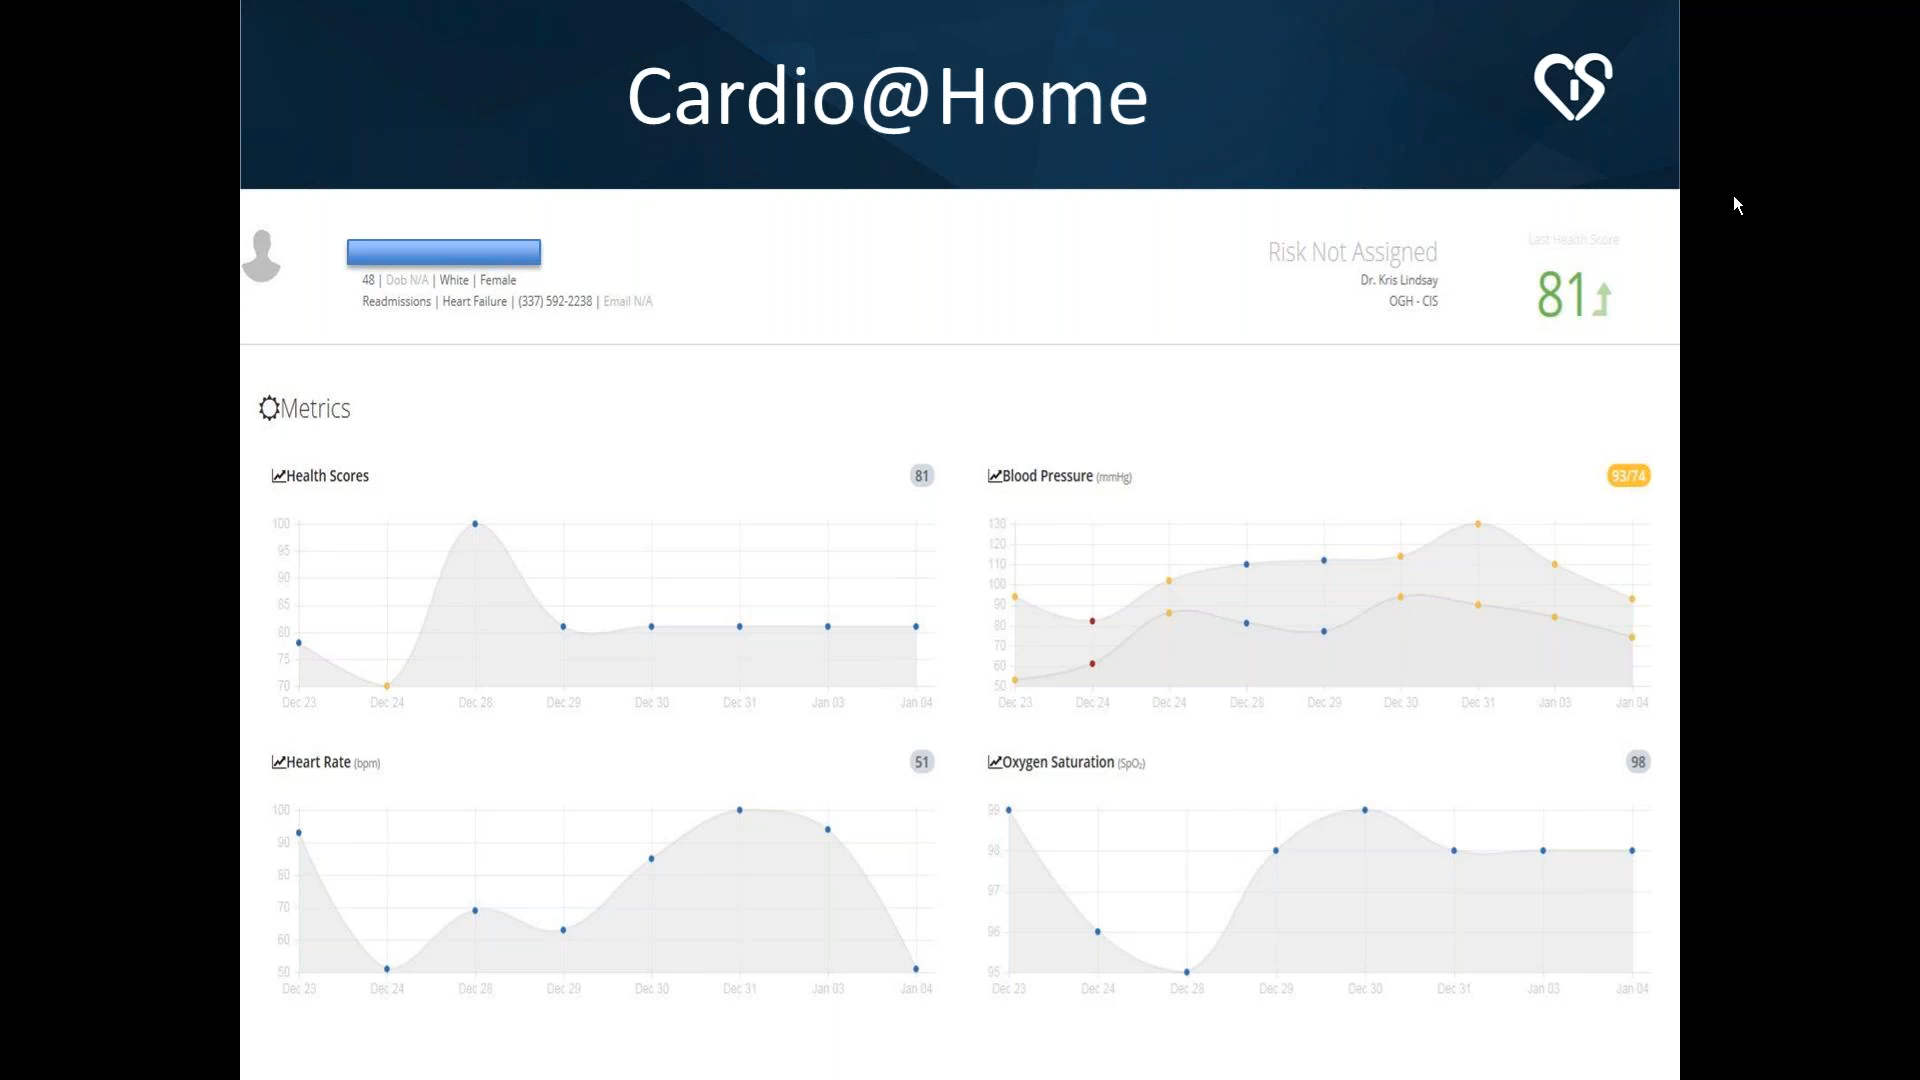 Cardio@Home
CiS
48 | Dob N/A | White | Female
Readmissions | Heart Failure | (337) 592-2238 | Email N/A
Risk Not Assigned
Dr. Kris Lindsay
OGH - CIS
Last Health Score
81
Metrics
Health Scores
81
100
95
90
85
80
75
70
Dec 23 Dec 24 Dec 28 Dec 29 Dec 30 Dec 31 Jan 03 Jan 04
Blood Pressure (mmHg)
93/74
130
120
110
100
90
80
70
60
50
Dec 23 Dec 24 Dec 24 Dec 28 Dec 29 Dec 30 Dec 31 Jan 03 Jan 04
Heart Rate (bpm)
51
100
90
80
70
60
50
Dec 23 Dec 24 Dec 28 Dec 29 Dec 30 Dec 31 Jan 03 Jan 04
Oxygen Saturation (SpO₂)
98
99
98
97
96
95
Dec 23 Dec 24 Dec 28 Dec 29 Dec 30 Dec 31 Jan 03 Jan 04